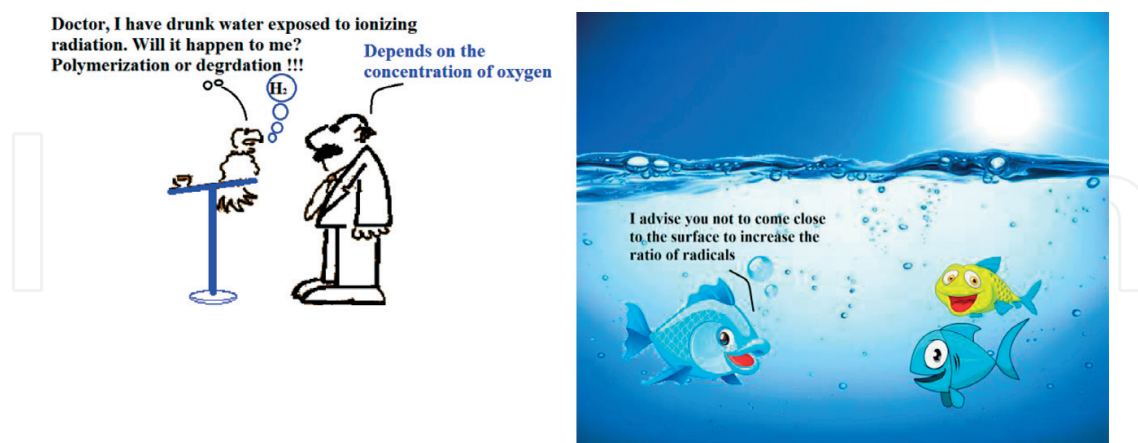 Doctor, I have drunk water exposed to ionizing
radiation. Will it happen to me?
Polymerization or degrdation !!!
Depends on the
concentration of oxygen
H₂
I advise you not to come close
to the surface to increase the
ratio of radicals